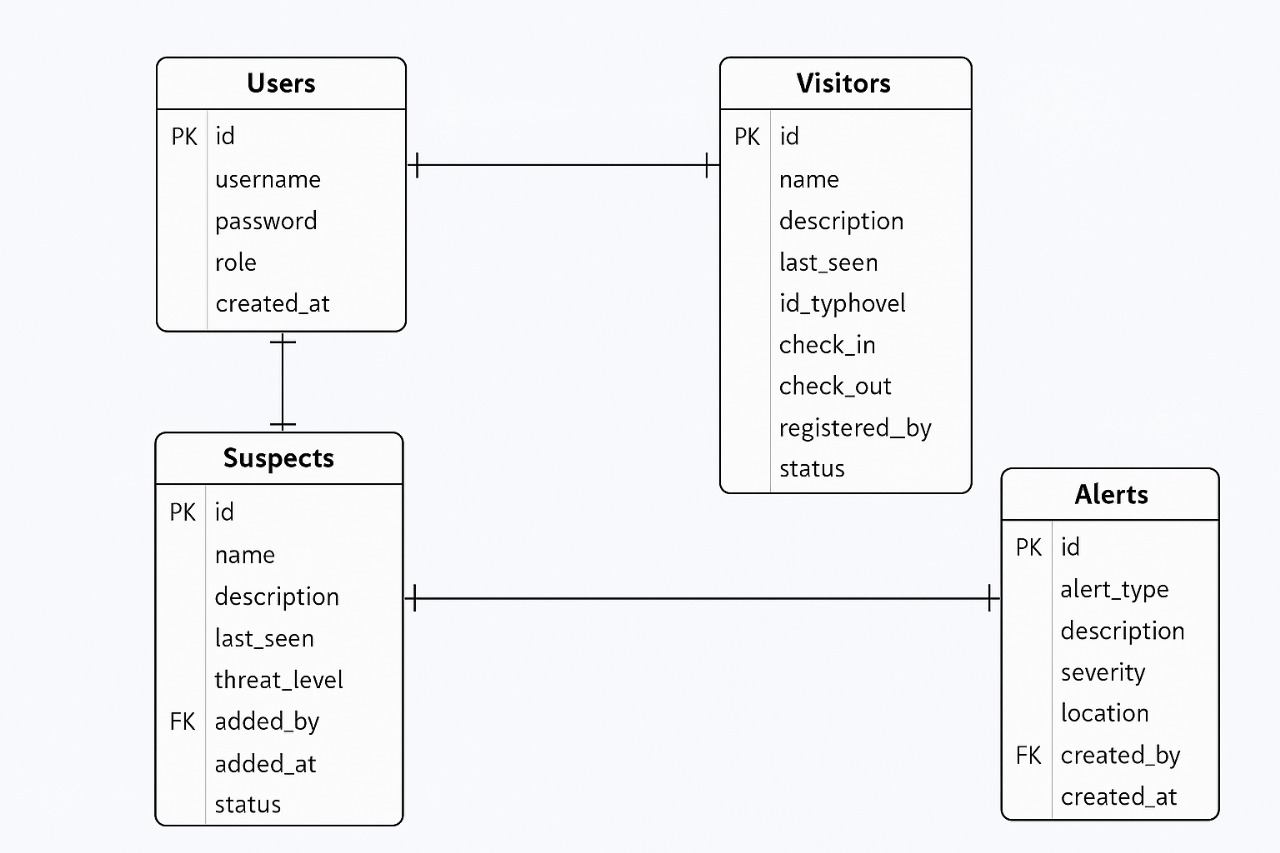 Users
PK id
username
password
role
created_at
Visitors
PK id
name
description
last_seen
id_typhovel
check_in
check_out
registered_by
status
Suspects
PK id
name
description
last_seen
threat_level
FK added_by
added_at
status
Alerts
PK id
alert_type
description
severity
location
FK created_by
created_at